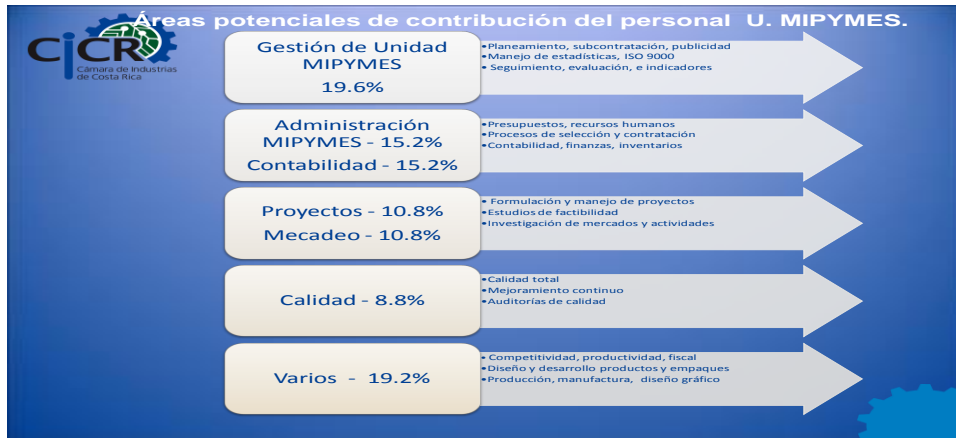 Áreas potenciales de contribución del personal U. MIPYMES.
CICR
Cámara de Industrias
de Costa Rica
Gestión de Unidad
MIPYMES
19.6%
•Planeamiento, subcontratación, publicidad
•Manejo de estadísticas, ISO 9000
• Seguimiento, evaluación, e indicadores
Administración
MIPYMES - 15.2%
Contabilidad - 15.2%
•Presupuestos, recursos humanos
•Procesos de selección y contratación
•Contabilidad, finanzas, inventarios
Proyectos - 10.8%
Mecadeo - 10.8%
• Formulación y manejo de proyectos
•Estudios de factibilidad
•Investigación de mercados y actividades
Calidad - 8.8%
•Calidad total
•Mejoramiento continuo
•Auditorías de calidad
Varios - 19.2%
• Competitividad, productividad, fiscal
•Diseño y desarrollo productos y empaques
•Producción, manufactura, diseño gráfico